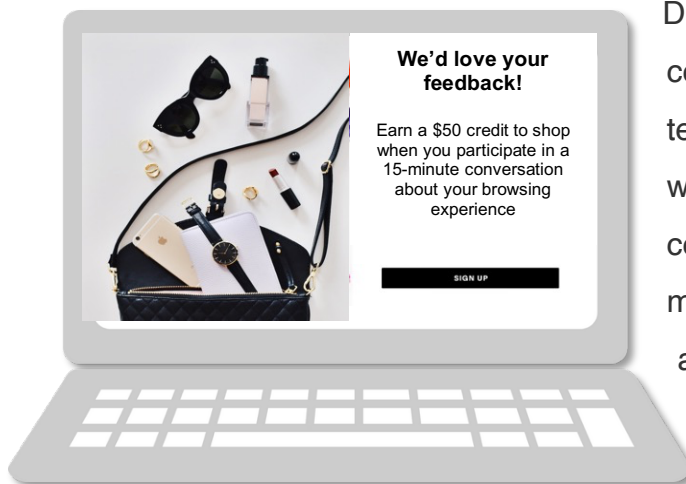 We’d love your
feedback!
Earn a $50 credit to shop
when you participate in a
15-minute conversation
about your browsing
experience
SIGN UP